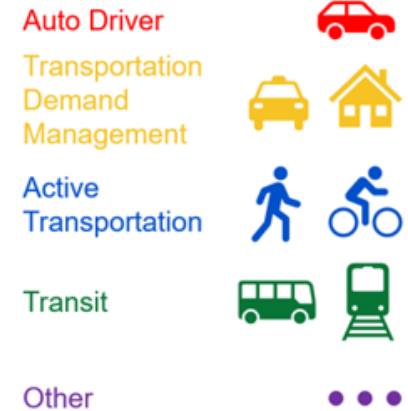 Auto Driver
Transportation
Demand
Management
Active
Transportation
Transit
Other